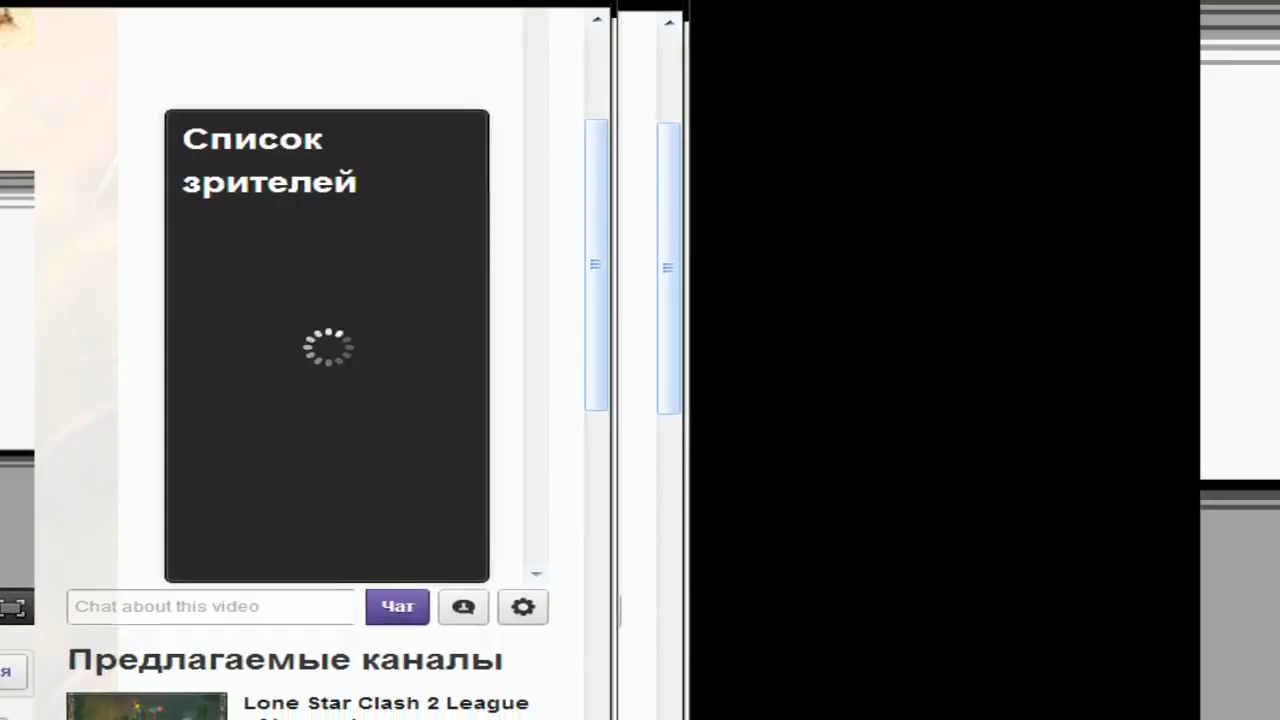 Список
зрителей
Chat about this video
Чат
я
Предлагаемые каналы
Lone Star Clash 2 League